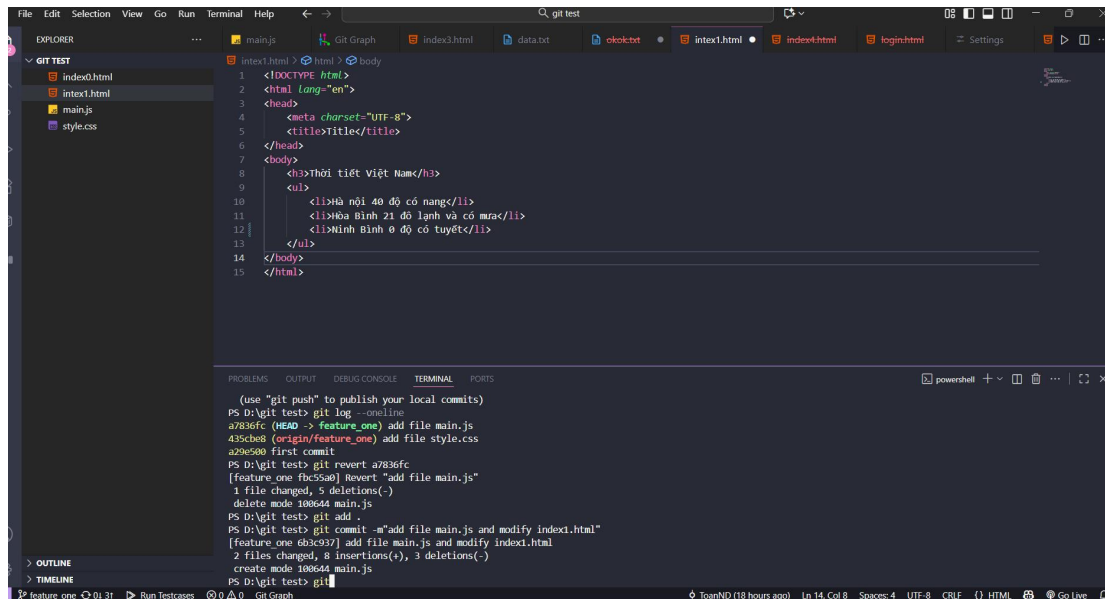 File Edit Selection View Go Run Terminal Help ← → git test
EXPLORER ···
main.js Git Graph index3.html data.txt okok.txt ● intex1.html ● index4.html login.html Settings
GIT TEST
index0.html
intex1.html
main.js
style.css
intex1.html > html > body
1 <!DOCTYPE html>
2 <html lang="en">
3 <head>
4 <meta charset="UTF-8">
5 <title>Title</title>
6 </head>
7 <body>
8 <h3>Thời tiết Việt Nam</h3>
9 <ul>
10 <li>Hà nội 40 độ có nang</li>
11 <li>Hòa Bình 21 đô lạnh và có mưa</li>
12 <li>Ninh Bình 0 độ có tuyết</li>
13 </ul>
14 </body>
15 </html>
PROBLEMS OUTPUT DEBUG CONSOLE TERMINAL PORTS powershell
(use "git push" to publish your local commits)
PS D:\git test> git log --oneline
a7836fc (HEAD -> feature_one) add file main.js
435cbe8 (origin/feature_one) add file style.css
a29e500 first commit
PS D:\git test> git revert a7836fc
[feature_one fbc55a0] Revert "add file main.js"
1 file changed, 5 deletions(-)
delete mode 100644 main.js
PS D:\git test> git add .
PS D:\git test> git commit -m"add file main.js and modify index1.html"
[feature_one 6b3c937] add file main.js and modify index1.html
2 files changed, 8 insertions(+), 3 deletions(-)
create mode 100644 main.js
PS D:\git test> git
OUTLINE
TIMELINE
feature_one 0↓ 3↑ Run Testcases 0 0 Git Graph ToanND (18 hours ago) Ln 14, Col 8 Spaces: 4 UTF-8 CRLF {} HTML Go Live